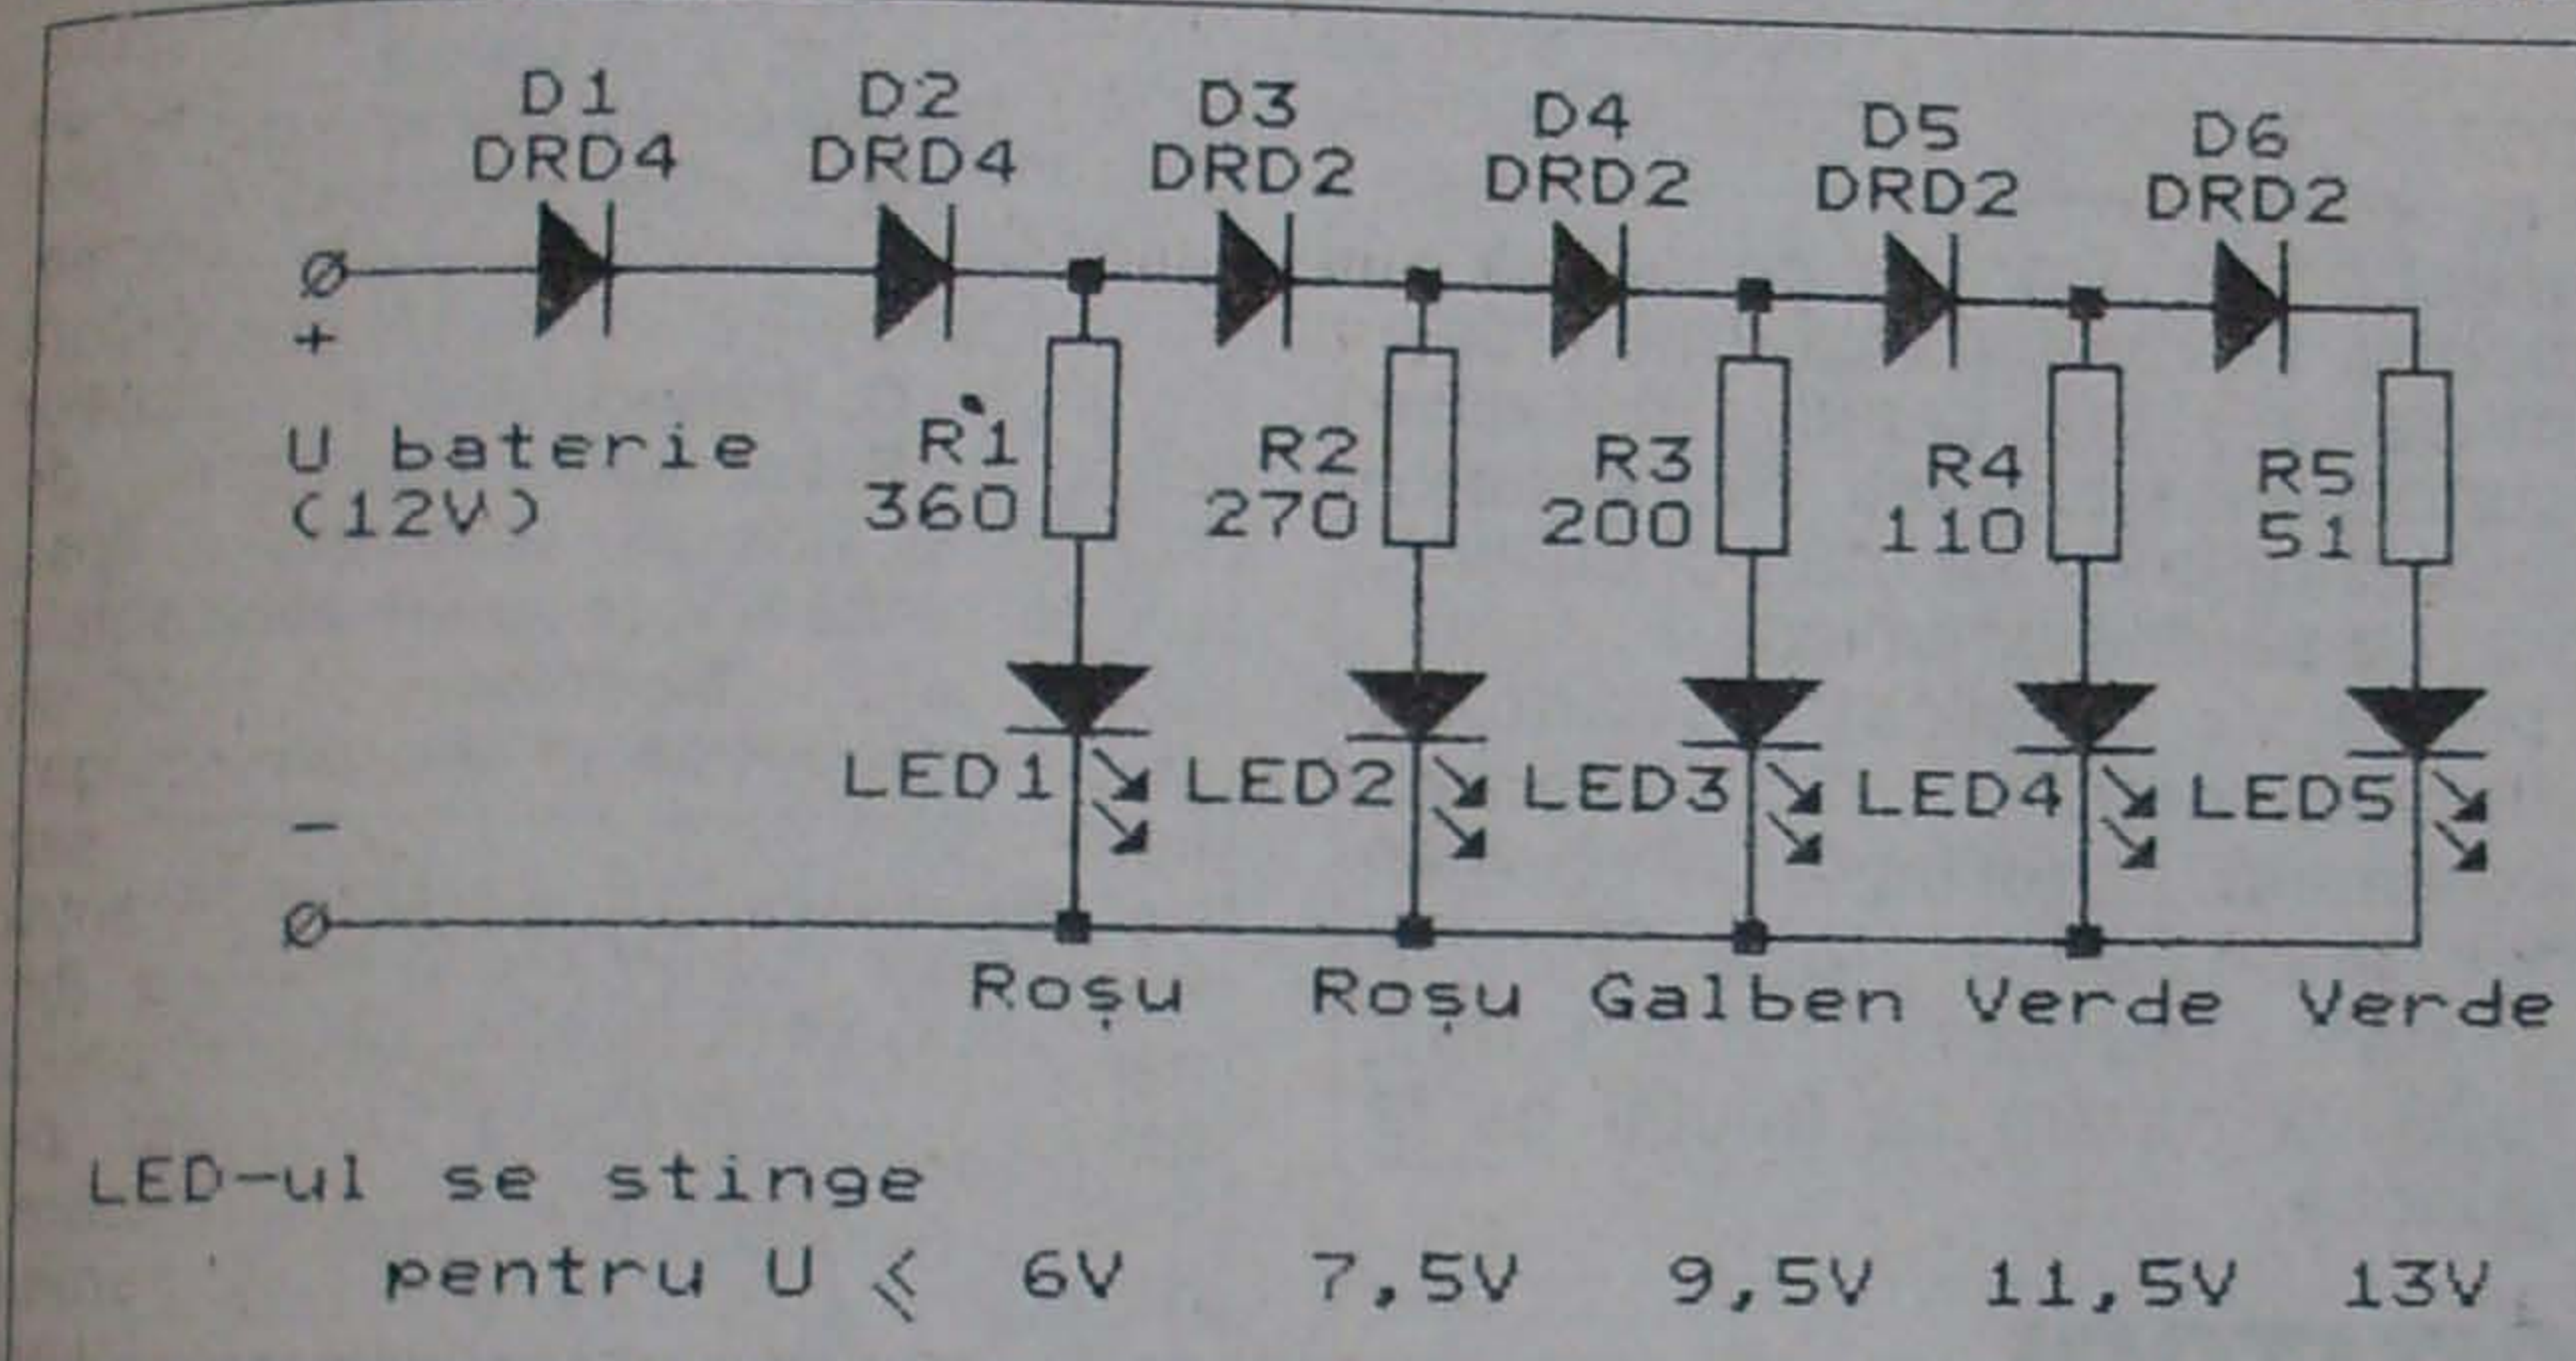 D1 D2 D3 D4 D5 D6
DRD4 DRD4 DRD2 DRD2 DRD2 DRD2
+
U baterie
(12V)
R1 R2 R3 R4 R5
360 270 200 110 51
LED1 LED2 LED3 LED4 LED5
−
Roșu Roșu Galben Verde Verde
LED-ul se stinge
pentru U ≤ 6V 7,5V 9,5V 11,5V 13V